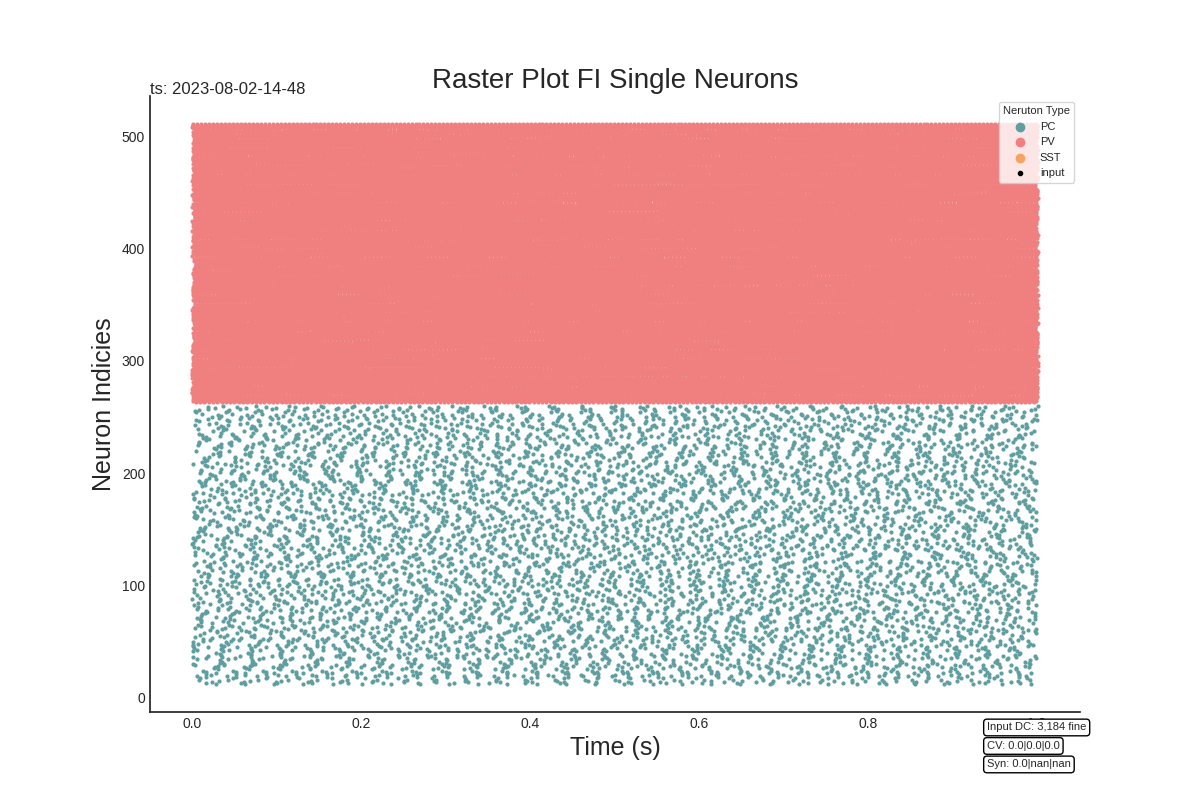 Raster Plot FI Single Neurons
ts: 2023-08-02-14-48
Neruton Type
PC
PV
SST
input
Neuron Indicies
500
400
300
200
100
0
0.0 0.2 0.4 0.6 0.8
Time (s)
Input DC: 3,184 fine
CV: 0.0|0.0|0.0
Syn: 0.0|nan|nan